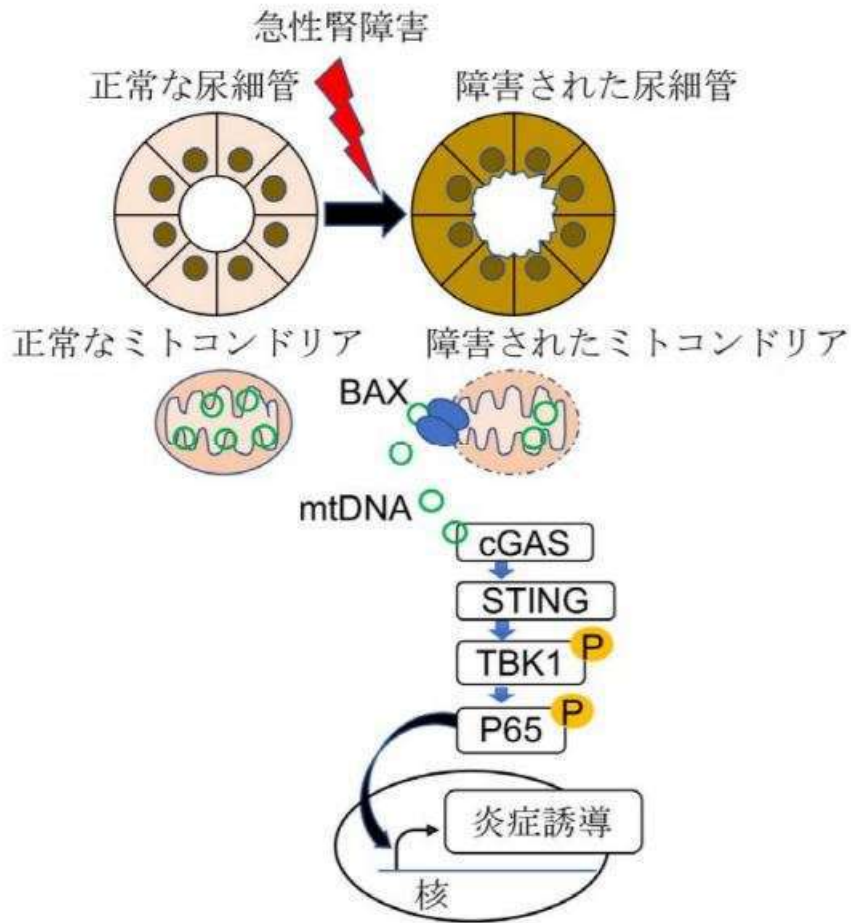 急性腎障害
正常な尿細管
障害された尿細管
正常なミトコンドリア
障害されたミトコンドリア
BAX
mtDNA
cGAS
STING
TBK1
P
P65
P
炎症誘導
核